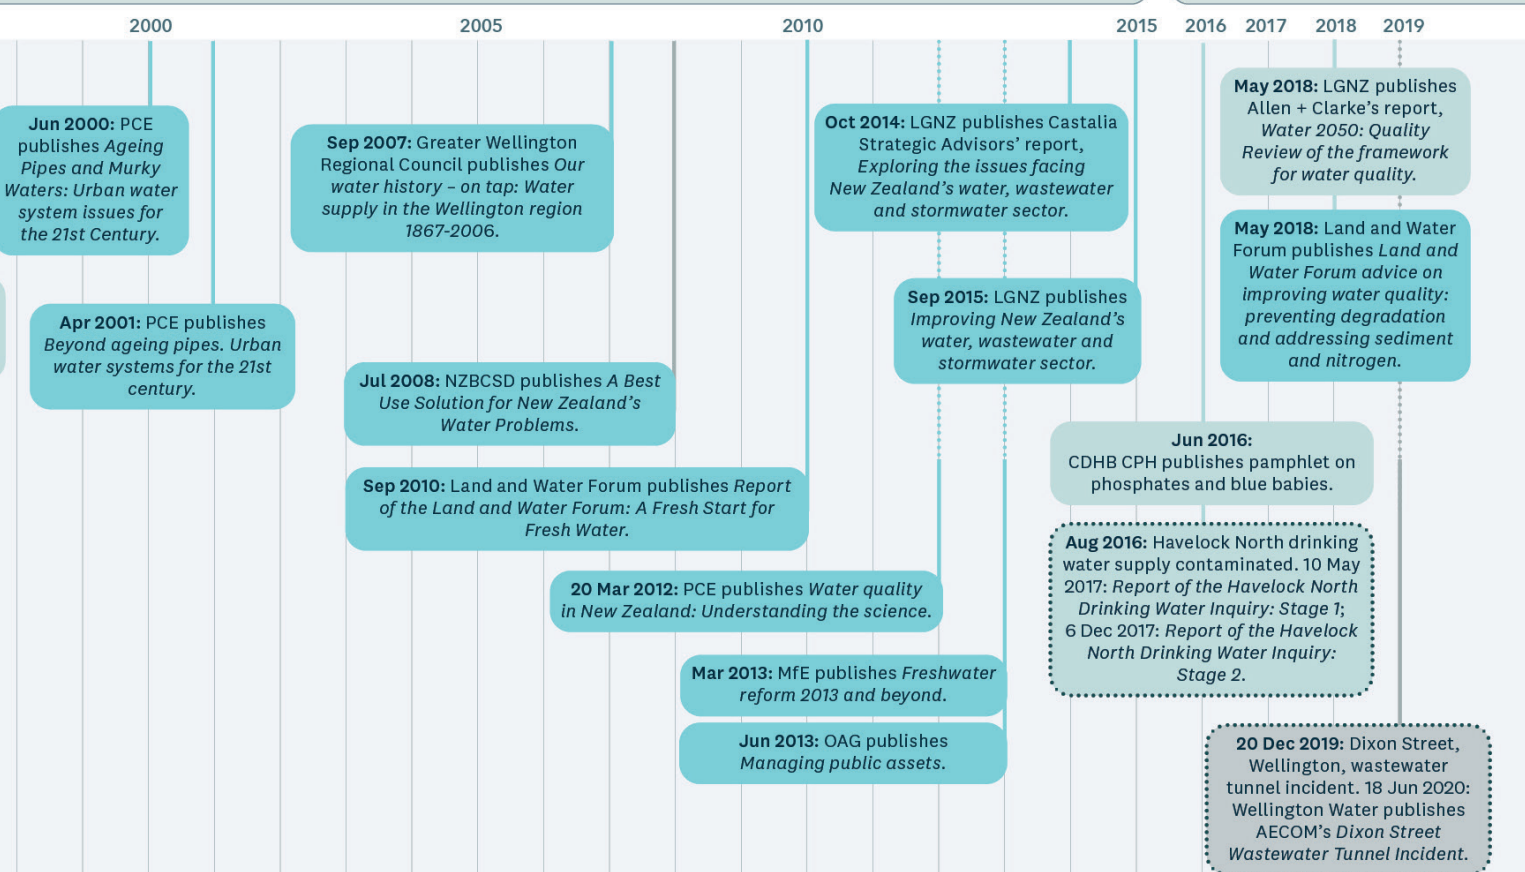 2000 2005 2010 2015 2016 2017 2018 2019
Jun 2000: PCE
publishes Ageing
Pipes and Murky
Waters: Urban water
system issues for
the 21st Century.
Apr 2001: PCE publishes
Beyond ageing pipes. Urban
water systems for the 21st
century.
Sep 2007: Greater Wellington
Regional Council publishes Our
water history – on tap: Water
supply in the Wellington region
1867-2006.
Jul 2008: NZBCSD publishes A Best
Use Solution for New Zealand’s
Water Problems.
Sep 2010: Land and Water Forum publishes Report
of the Land and Water Forum: A Fresh Start for
Fresh Water.
20 Mar 2012: PCE publishes Water quality
in New Zealand: Understanding the science.
Mar 2013: MfE publishes Freshwater
reform 2013 and beyond.
Jun 2013: OAG publishes
Managing public assets.
Oct 2014: LGNZ publishes Castalia
Strategic Advisors’ report,
Exploring the issues facing
New Zealand’s water, wastewater
and stormwater sector.
Sep 2015: LGNZ publishes
Improving New Zealand’s
water, wastewater and
stormwater sector.
May 2018: LGNZ publishes
Allen + Clarke’s report,
Water 2050: Quality
Review of the framework
for water quality.
May 2018: Land and Water
Forum publishes Land and
Water Forum advice on
improving water quality:
preventing degradation
and addressing sediment
and nitrogen.
Jun 2016:
CDHB CPH publishes pamphlet on
phosphates and blue babies.
Aug 2016: Havelock North drinking
water supply contaminated. 10 May
2017: Report of the Havelock North
Drinking Water Inquiry: Stage 1;
6 Dec 2017: Report of the Havelock
North Drinking Water Inquiry:
Stage 2.
20 Dec 2019: Dixon Street,
Wellington, wastewater
tunnel incident. 18 Jun 2020:
Wellington Water publishes
AECOM’s Dixon Street
Wastewater Tunnel Incident.